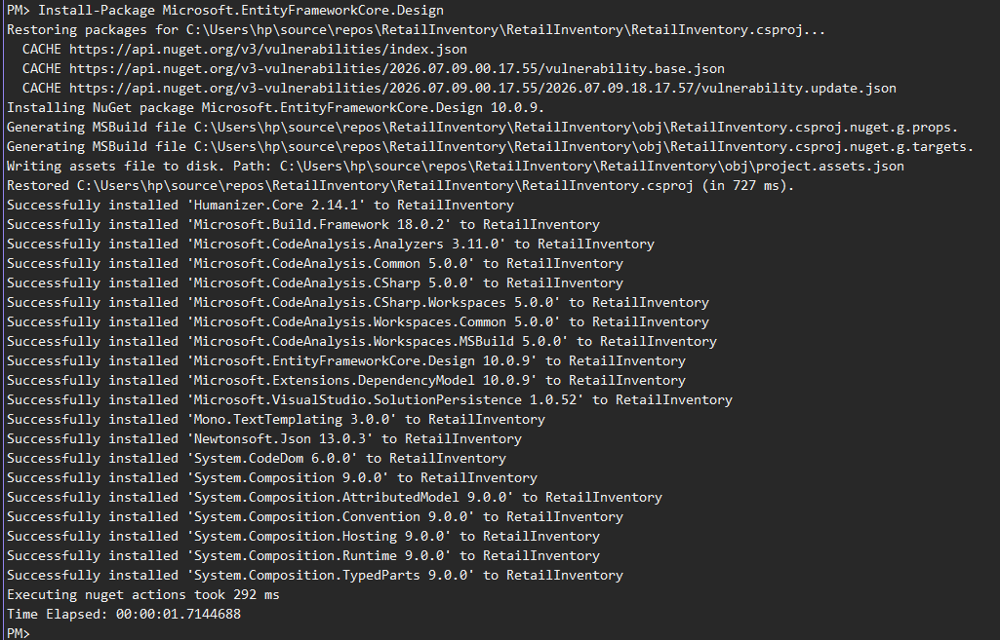 PM> Install-Package Microsoft.EntityFrameworkCore.Design
Restoring packages for C:\Users\hp\source\repos\RetailInventory\RetailInventory\RetailInventory.csproj...
  CACHE https://api.nuget.org/v3/vulnerabilities/index.json
  CACHE https://api.nuget.org/v3-vulnerabilities/2026.07.09.00.17.55/vulnerability.base.json
  CACHE https://api.nuget.org/v3-vulnerabilities/2026.07.09.00.17.55/2026.07.09.18.17.57/vulnerability.update.json
Installing NuGet package Microsoft.EntityFrameworkCore.Design 10.0.9.
Generating MSBuild file C:\Users\hp\source\repos\RetailInventory\RetailInventory\obj\RetailInventory.csproj.nuget.g.props.
Generating MSBuild file C:\Users\hp\source\repos\RetailInventory\RetailInventory\obj\RetailInventory.csproj.nuget.g.targets.
Writing assets file to disk. Path: C:\Users\hp\source\repos\RetailInventory\RetailInventory\obj\project.assets.json
Restored C:\Users\hp\source\repos\RetailInventory\RetailInventory\RetailInventory.csproj (in 727 ms).
Successfully installed 'Humanizer.Core 2.14.1' to RetailInventory
Successfully installed 'Microsoft.Build.Framework 18.0.2' to RetailInventory
Successfully installed 'Microsoft.CodeAnalysis.Analyzers 3.11.0' to RetailInventory
Successfully installed 'Microsoft.CodeAnalysis.Common 5.0.0' to RetailInventory
Successfully installed 'Microsoft.CodeAnalysis.CSharp 5.0.0' to RetailInventory
Successfully installed 'Microsoft.CodeAnalysis.CSharp.Workspaces 5.0.0' to RetailInventory
Successfully installed 'Microsoft.CodeAnalysis.Workspaces.Common 5.0.0' to RetailInventory
Successfully installed 'Microsoft.CodeAnalysis.Workspaces.MSBuild 5.0.0' to RetailInventory
Successfully installed 'Microsoft.EntityFrameworkCore.Design 10.0.9' to RetailInventory
Successfully installed 'Microsoft.Extensions.DependencyModel 10.0.9' to RetailInventory
Successfully installed 'Microsoft.VisualStudio.SolutionPersistence 1.0.52' to RetailInventory
Successfully installed 'Mono.TextTemplating 3.0.0' to RetailInventory
Successfully installed 'Newtonsoft.Json 13.0.3' to RetailInventory
Successfully installed 'System.CodeDom 6.0.0' to RetailInventory
Successfully installed 'System.Composition 9.0.0' to RetailInventory
Successfully installed 'System.Composition.AttributedModel 9.0.0' to RetailInventory
Successfully installed 'System.Composition.Convention 9.0.0' to RetailInventory
Successfully installed 'System.Composition.Hosting 9.0.0' to RetailInventory
Successfully installed 'System.Composition.Runtime 9.0.0' to RetailInventory
Successfully installed 'System.Composition.TypedParts 9.0.0' to RetailInventory
Executing nuget actions took 292 ms
Time Elapsed: 00:00:01.7144688
PM>